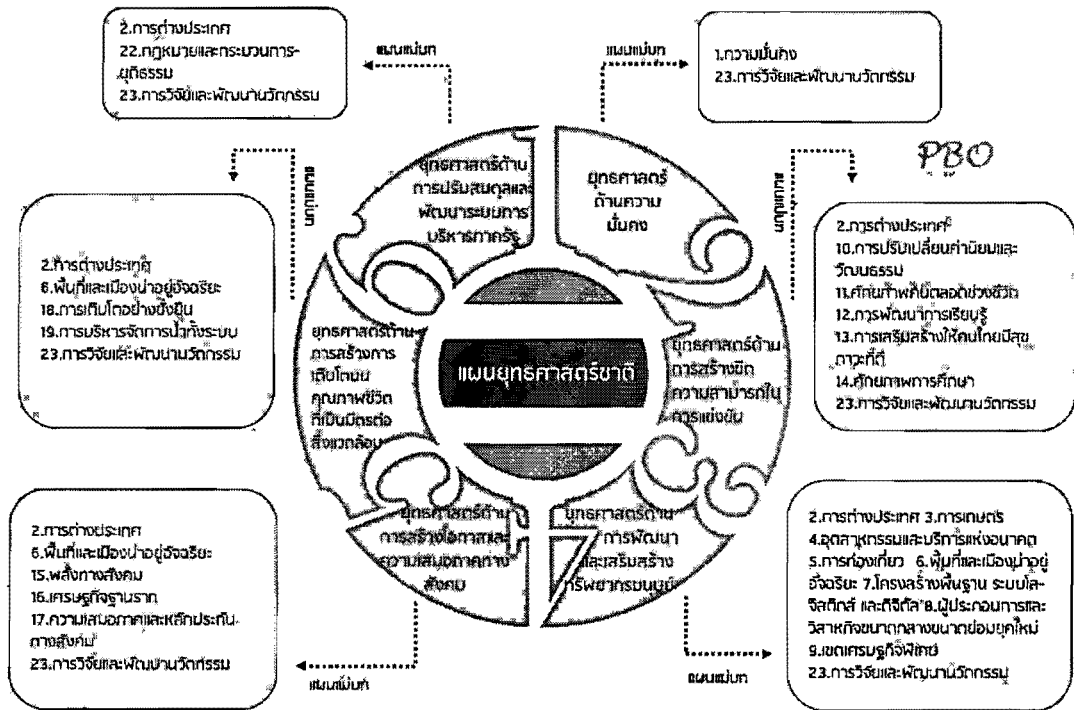 2.การต่างประเทศ
22.กฎหมายและกระบวนการ-
ยุติธรรม
23.การวิจัยและพัฒนานวัตกรรม
แผนแม่บท
แผนแม่บท
1.ความมั่นคง
23.การวิจัยและพัฒนานวัตกรรม
PBO
ยุทธศาสตร์ด้าน
การปรับสมดุลและ
พัฒนาระบบการ
บริหารภาครัฐ
๖
ยุทธศาสตร์
ด้านความ
มั่นคง
๑
แผนแม่บท
แผนแม่บท
2.การต่างประเทศ
6.พื้นที่และเมืองน่าอยู่อัจฉริยะ
18.การเติบโตอย่างยั่งยืน
19.การบริหารจัดการน้ำทั้งระบบ
23.การวิจัยและพัฒนานวัตกรรม
2.การต่างประเทศ
10.การปรับเปลี่ยนค่านิยมและ
วัฒนธรรม
11.ศักยภาพคนตลอดช่วงชีวิต
12.การพัฒนาการเรียนรู้
13.การเสริมสร้างให้คนไทยมีสุข
ภาวะที่ดี
14.ศักยภาพการศึกษา
23.การวิจัยและพัฒนานวัตกรรม
ยุทธศาสตร์ด้าน
การสร้างการ
เติบโตบน
คุณภาพชีวิต
ที่เป็นมิตรต่อ
สิ่งแวดล้อม
แผนยุทธศาสตร์ชาติ
ยุทธศาสตร์ด้าน
การสร้างขีด
ความสามารถใน
การแข่งขัน
ยุทธศาสตร์ด้าน
การสร้างโอกาสและ
ความเสมอภาคทาง
สังคม
ยุทธศาสตร์ด้าน
การพัฒนา
และเสริมสร้าง
ทรัพยากรมนุษย์
2.การต่างประเทศ
6.พื้นที่และเมืองน่าอยู่อัจฉริยะ
15.พลังทางสังคม
16.เศรษฐกิจฐานราก
17.ความเสมอภาคและหลักประกัน
ทางสังคม
23.การวิจัยและพัฒนานวัตกรรม
แผนแม่บท
แผนแม่บท
2.การต่างประเทศ 3.การเกษตร
4.อุตสาหกรรมและบริการแห่งอนาคต
5.การท่องเที่ยว 6.พื้นที่และเมืองน่าอยู่
อัจฉริยะ 7.โครงสร้างพื้นฐาน ระบบโล-
จิสติกส์ และดิจิทัล 8.ผู้ประกอบการและ
วิสาหกิจขนาดกลางขนาดย่อมยุคใหม่
9.เขตเศรษฐกิจพิเศษ
23.การวิจัยและพัฒนานวัตกรรม